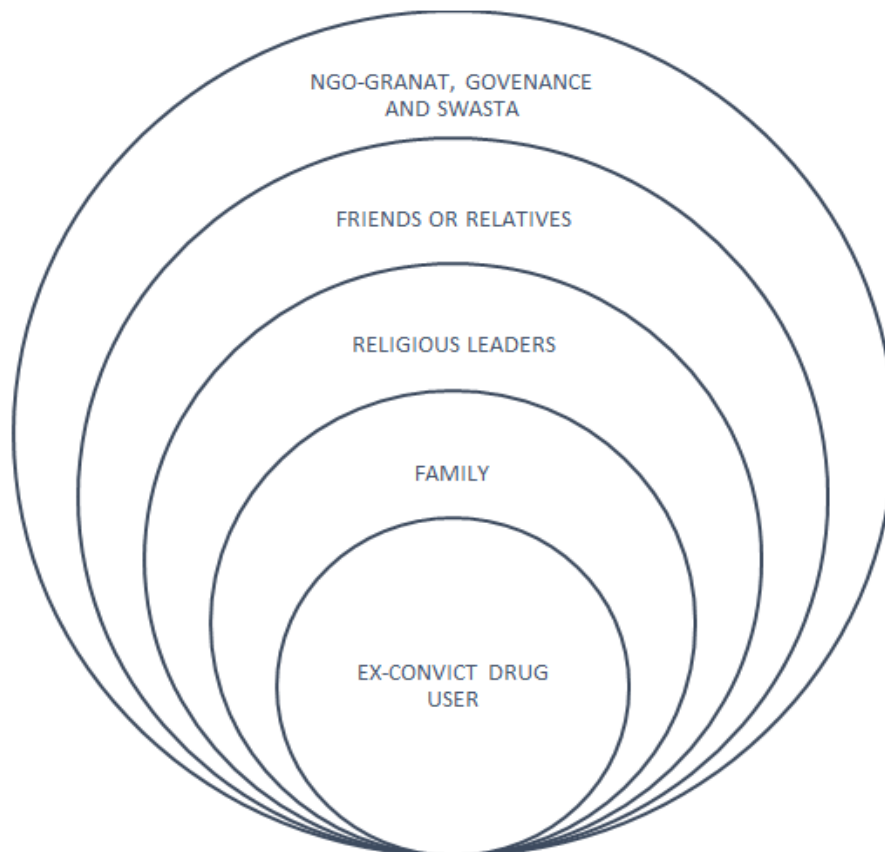 NGO-GRANAT, GOVENANCE
AND SWASTA
FRIENDS OR RELATIVES
RELIGIOUS LEADERS
FAMILY
EX-CONVICT DRUG
USER